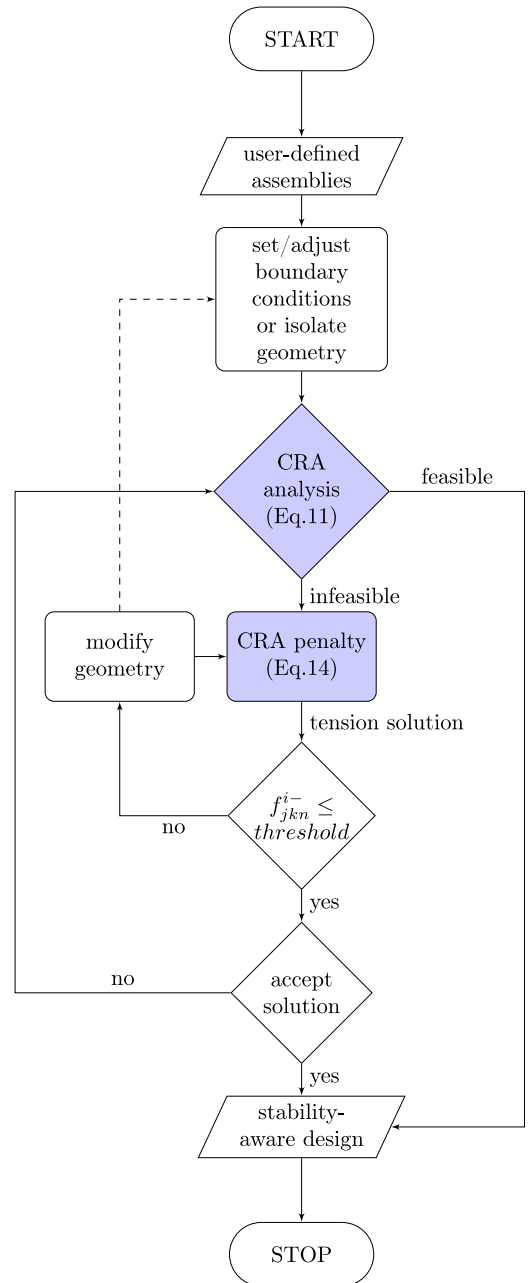 START
user-defined
assemblies
set/adjust
boundary
conditions
or isolate
geometry
CRA
analysis
(Eq.11)
feasible
infeasible
modify
geometry
CRA penalty
(Eq.14)
tension solution
f_{jkn}^{i-} ≤
threshold
no
yes
accept
solution
no
yes
stability-
aware design
STOP